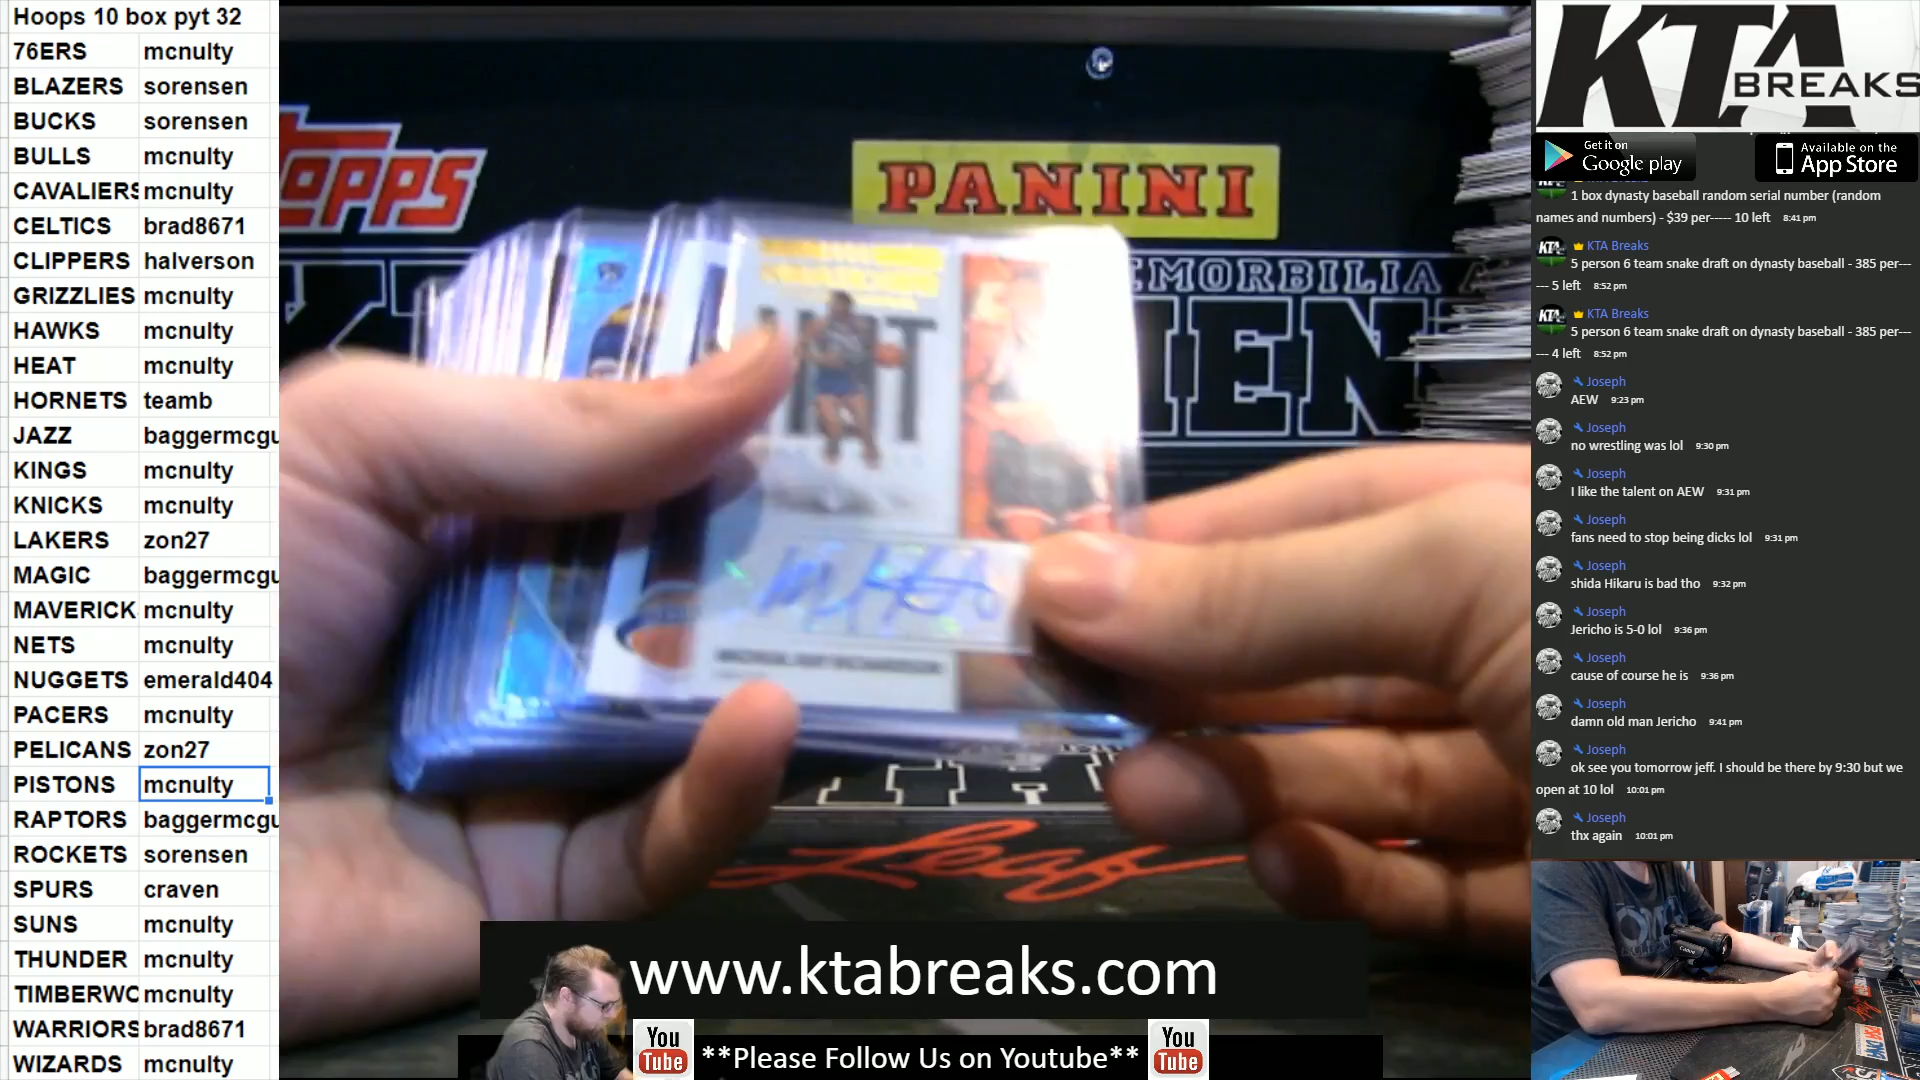 Hoops 10 box pyt 32
76ERS mcnulty
BLAZERS sorensen
BUCKS sorensen
BULLS mcnulty
CAVALIERS mcnulty
CELTICS brad8671
CLIPPERS halverson
GRIZZLIES mcnulty
HAWKS mcnulty
HEAT mcnulty
HORNETS teamb
JAZZ baggermcgu
KINGS mcnulty
KNICKS mcnulty
LAKERS zon27
MAGIC baggermcgu
MAVERICK mcnulty
NETS mcnulty
NUGGETS emerald404
PACERS mcnulty
PELICANS zon27
PISTONS mcnulty
RAPTORS baggermcgu
ROCKETS sorensen
SPURS craven
SUNS mcnulty
THUNDER mcnulty
TIMBERWO mcnulty
WARRIORS brad8671
WIZARDS mcnulty
OPPS
PANINI
EMORBILIA A
MEN
HOT
Leaf
www.ktabreaks.com
You Tube **Please Follow Us on Youtube** You Tube
KTA
BREAKS
Get it on
Google play
Available on the
App Store
1 box dynasty baseball random serial number (random
names and numbers) - $39 per----- 10 left 8:41 pm
KTA Breaks
5 person 6 team snake draft on dynasty baseball - 385 per---
--- 5 left 8:52 pm
KTA Breaks
5 person 6 team snake draft on dynasty baseball - 385 per---
--- 4 left 8:52 pm
Joseph
AEW 9:23 pm
Joseph
no wrestling was lol 9:30 pm
Joseph
I like the talent on AEW 9:31 pm
Joseph
fans need to stop being dicks lol 9:31 pm
Joseph
shida Hikaru is bad tho 9:32 pm
Joseph
Jericho is 5-0 lol 9:36 pm
Joseph
cause of course he is 9:36 pm
Joseph
damn old man Jericho 9:41 pm
Joseph
ok see you tomorrow jeff. I should be there by 9:30 but we
open at 10 lol 10:01 pm
Joseph
thx again 10:01 pm